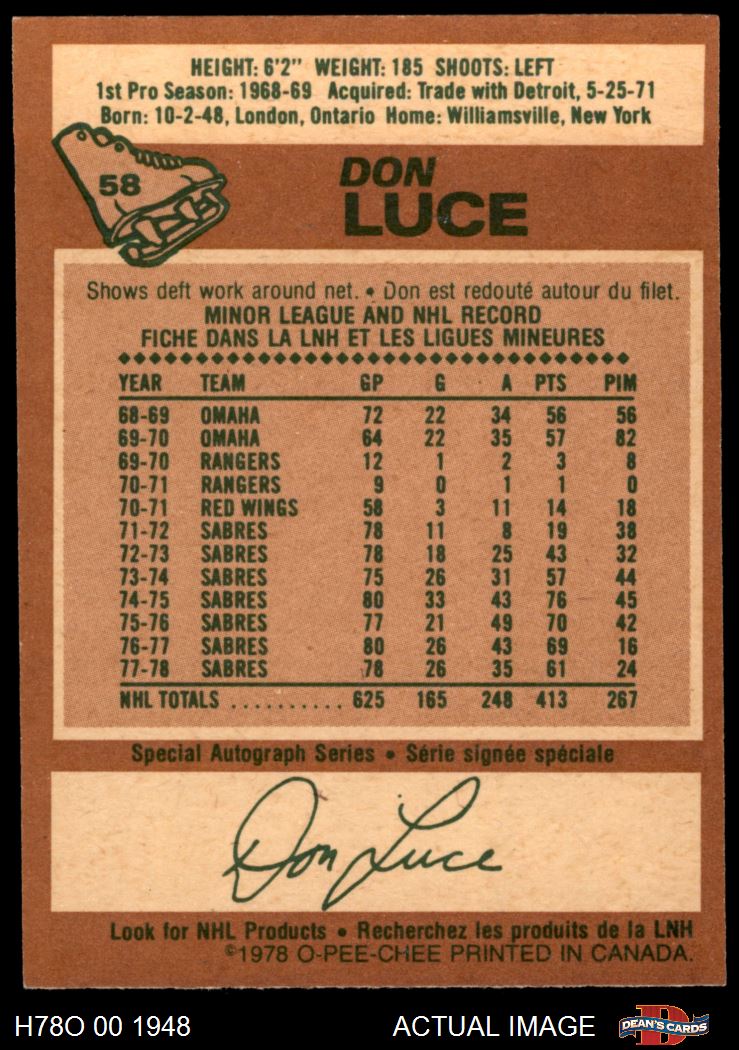 HEIGHT: 6'2" WEIGHT: 185 SHOOTS: LEFT
1st Pro Season: 1968-69 Acquired: Trade with Detroit, 5-25-71
Born: 10-2-48, London, Ontario Home: Williamsville, New York
58
DON
LUCE
Shows deft work around net. • Don est redouté autour du filet.
MINOR LEAGUE AND NHL RECORD
FICHE DANS LA LNH ET LES LIGUES MINEURES
YEAR TEAM GP G A PTS PIM
68-69 OMAHA 72 22 34 56 56
69-70 OMAHA 64 22 35 57 82
69-70 RANGERS 12 1 2 3 8
70-71 RANGERS 9 0 1 1 0
70-71 RED WINGS 58 3 11 14 18
71-72 SABRES 78 11 8 19 38
72-73 SABRES 78 18 25 43 32
73-74 SABRES 75 26 31 57 44
74-75 SABRES 80 33 43 76 45
75-76 SABRES 77 21 49 70 42
76-77 SABRES 80 26 43 69 16
77-78 SABRES 78 26 35 61 24
NHL TOTALS .......... 625 165 248 413 267
Special Autograph Series • Série signée spéciale
Don Luce
Look for NHL Products • Recherchez les produits de la LNH
©1978 O-PEE-CHEE PRINTED IN CANADA.
H78O 00 1948 ACTUAL IMAGE D DEAN'S CARDS